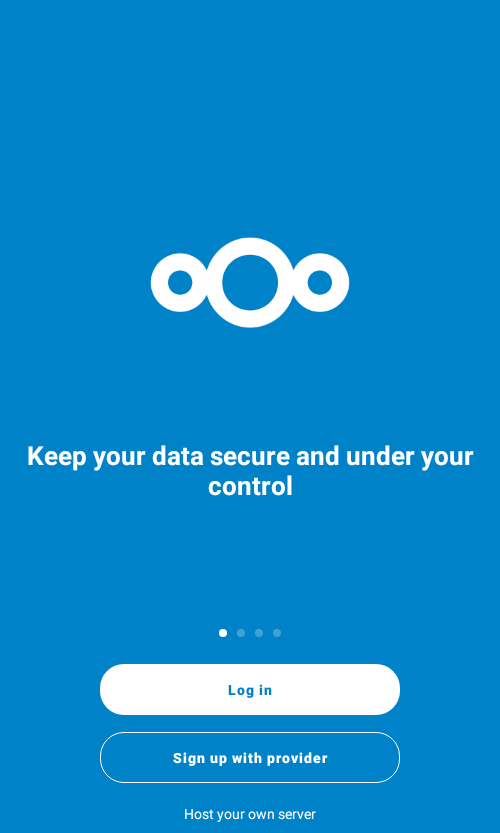 Keep your data secure and under your
control
Log in
Sign up with provider
Host your own server